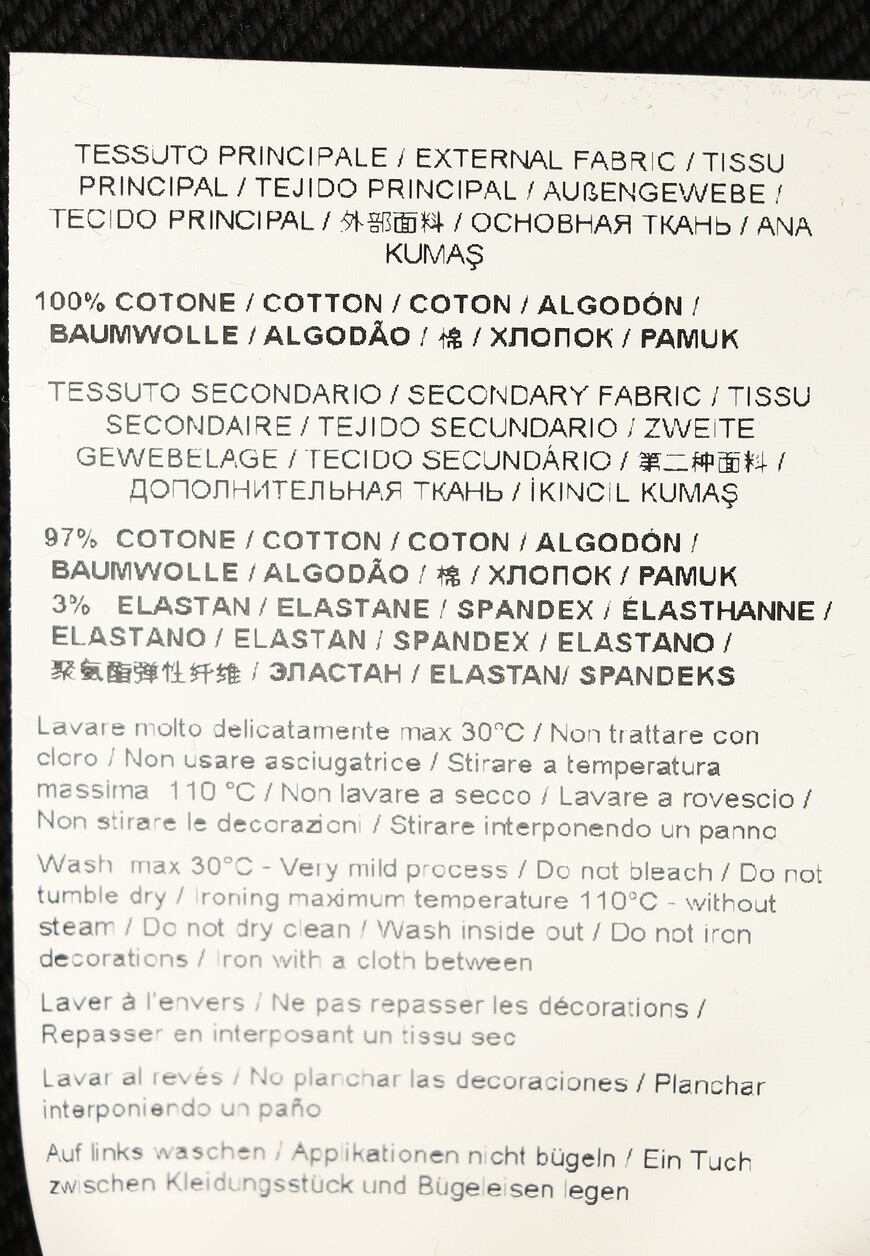 TESSUTO PRINCIPALE / EXTERNAL FABRIC / TISSU
PRINCIPAL / TEJIDO PRINCIPAL / AUßENGEWEBE /
TECIDO PRINCIPAL / 外部面料 / ОСНОВНАЯ ТКАНЬ / ANA
KUMAŞ
100% COTONE / COTTON / COTON / ALGODÓN /
BAUMWOLLE / ALGODÃO / 棉 / ХЛОПОК / PAMUK
TESSUTO SECONDARIO / SECONDARY FABRIC / TISSU
SECONDAIRE / TEJIDO SECUNDARIO / ZWEITE
GEWEBELAGE / TECIDO SECUNDÁRIO / 第二种面料 /
ДОПОЛНИТЕЛЬНАЯ ТКАНЬ / İKINCIL KUMAŞ
97% COTONE / COTTON / COTON / ALGODÓN /
BAUMWOLLE / ALGODÃO / 棉 / ХЛОПОК / PAMUK
3% ELASTAN / ELASTANE / SPANDEX / ÉLASTHANNE /
ELASTANO / ELASTAN / SPANDEX / ELASTANO /
聚氨酯弹性纤维 / ЭЛАСТАН / ELASTAN/ SPANDEKS
Lavare molto delicatamente max 30°C / Non trattare con
cloro / Non usare asciugatrice / Stirare a temperatura
massima 110 °C / Non lavare a secco / Lavare a rovescio /
Non stirare le decorazioni / Stirare interponendo un panno
Wash max 30°C - Very mild process / Do not bleach / Do not
tumble dry / Ironing maximum temperature 110°C - without
steam / Do not dry clean / Wash inside out / Do not iron
decorations / Iron with a cloth between
Laver à l'envers / Ne pas repasser les décorations /
Repasser en interposant un tissu sec
Lavar al revés / No planchar las decoraciones / Planchar
interponiendo un paño
Auf links waschen / Applikationen nicht bügeln / Ein Tuch
zwischen Kleidungsstück und Bügeleisen legen